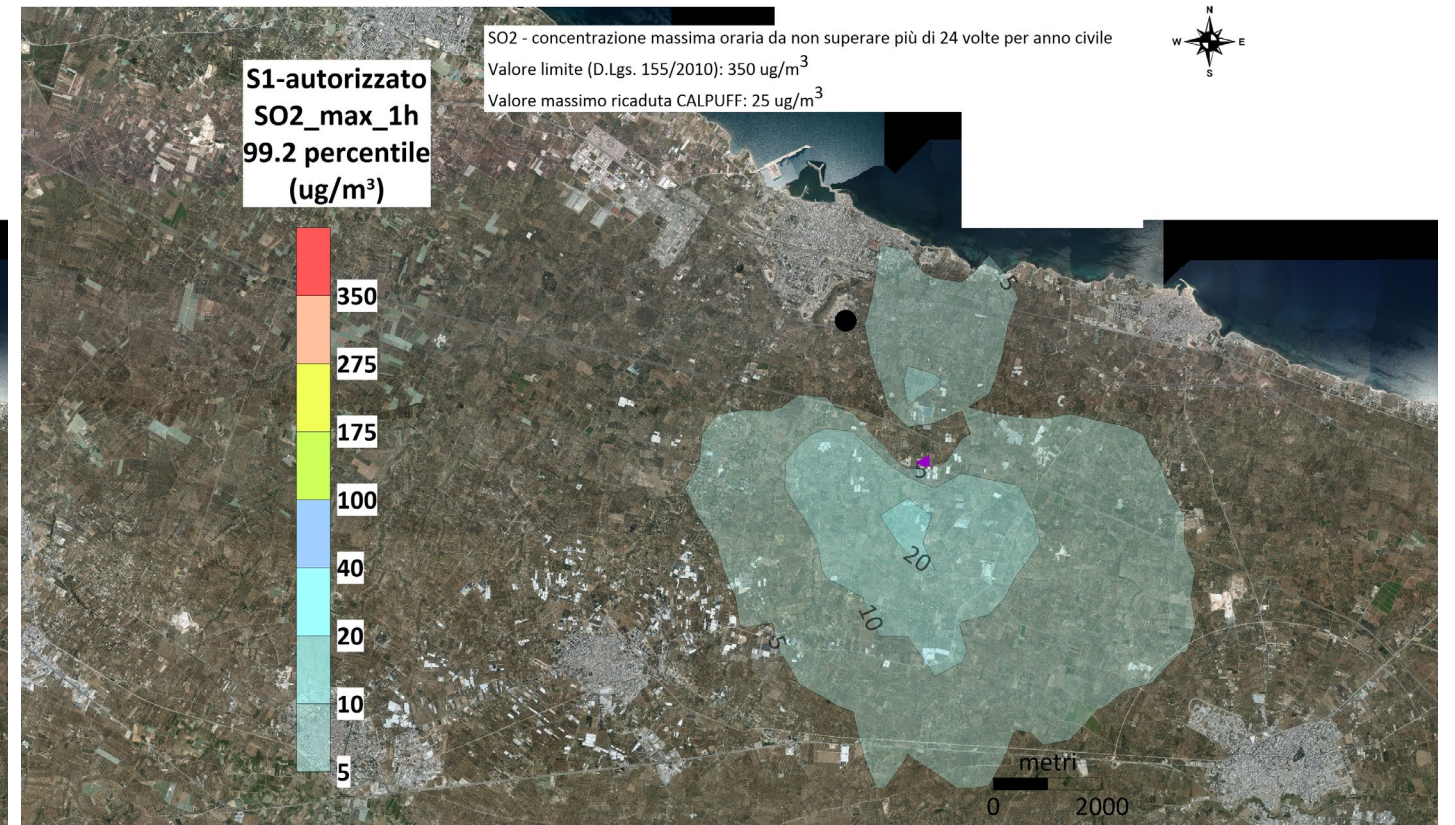 SO2 - concentrazione massima oraria da non superare più di 24 volte per anno civile
Valore limite (D.Lgs. 155/2010): 350 ug/m³
Valore massimo ricaduta CALPUFF: 25 ug/m³
N
W E
S
S1-autorizzato
SO2_max_1h
99.2 percentile
(ug/m³)
350
275
175
100
40
20
10
5
5
5
20
10
5
metri
0 2000